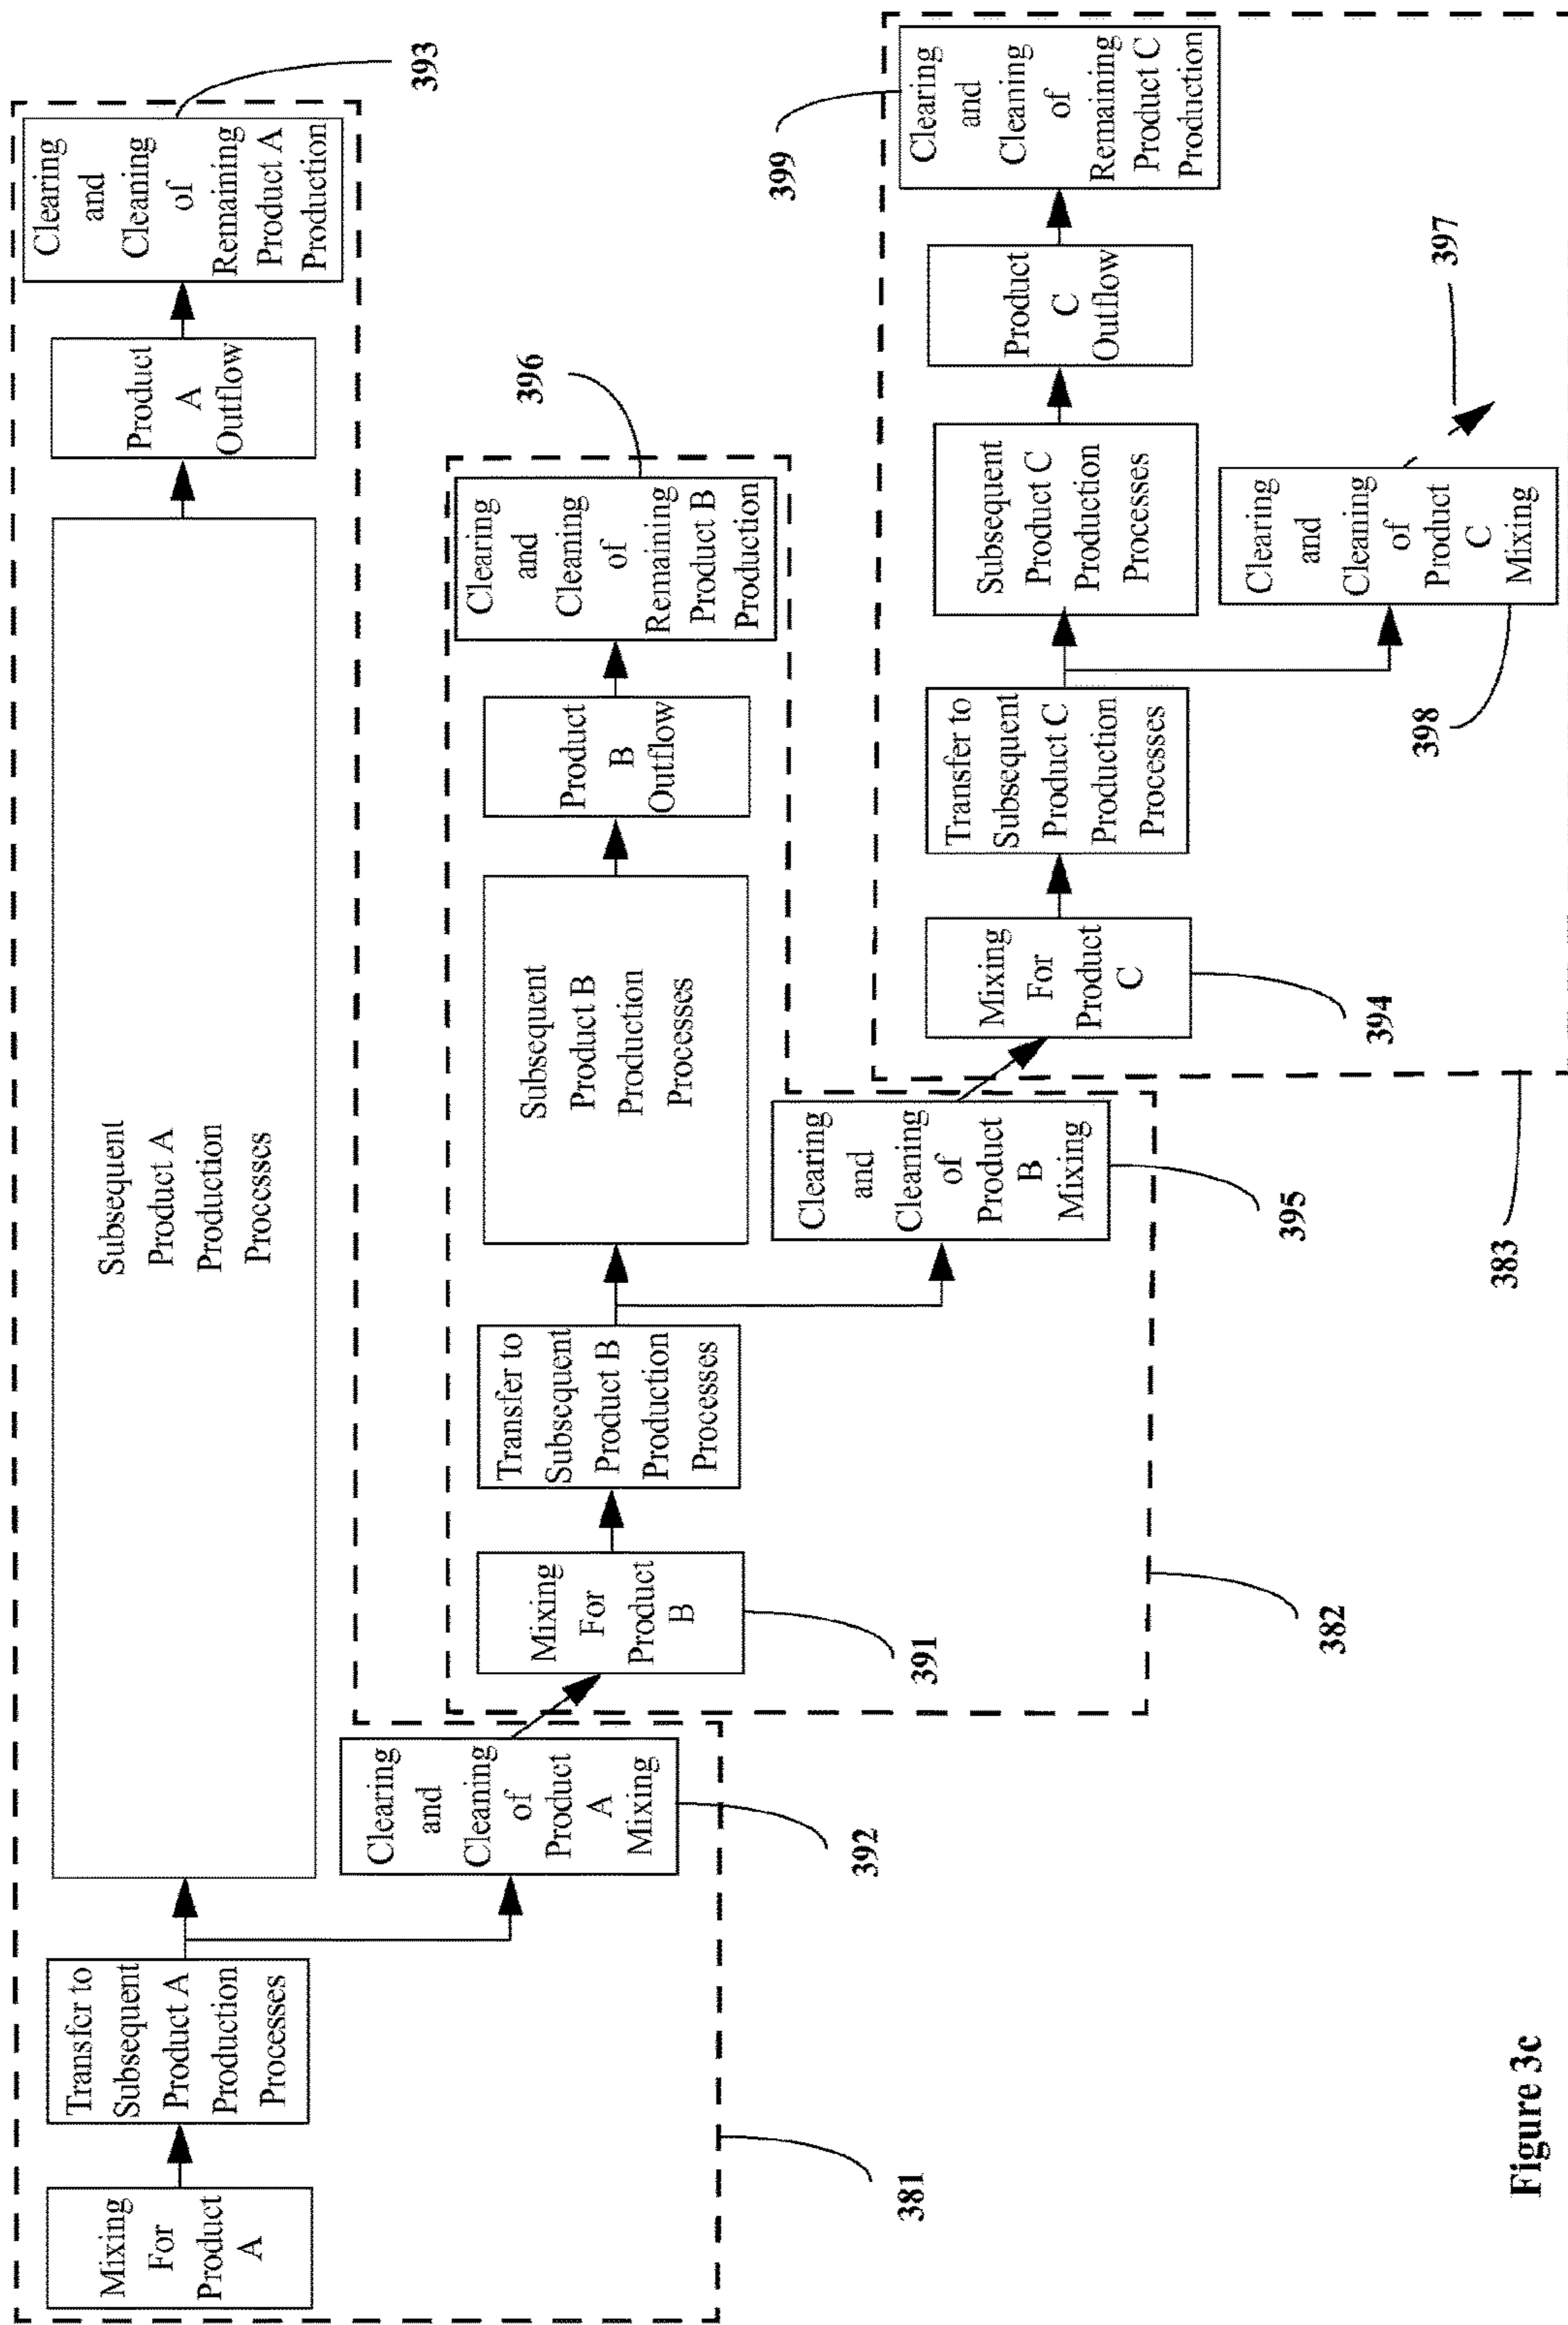 Mixing
For
Product
A
Transfer to
Subsequent
Product A
Production
Processes
Subsequent
Product A
Production
Processes
Product
A
Outflow
Clearing
and
Cleaning
of
Remaining
Product A
Production
393
Clearing
and
Cleaning
of
Product
A
Mixing
392
381
Mixing
For
Product
B
391
Transfer to
Subsequent
Product B
Production
Processes
Subsequent
Product B
Production
Processes
Product
B
Outflow
Clearing
and
Cleaning
of
Remaining
Product B
Production
396
Clearing
and
Cleaning
of
Product
B
Mixing
395
382
Mixing
For
Product
C
394
Transfer to
Subsequent
Product C
Production
Processes
Subsequent
Product C
Production
Processes
Product
C
Outflow
Clearing
and
Cleaning
of
Remaining
Product C
Production
399
Clearing
and
Cleaning
of
Product
C
Mixing
398
397
383
Figure 3c